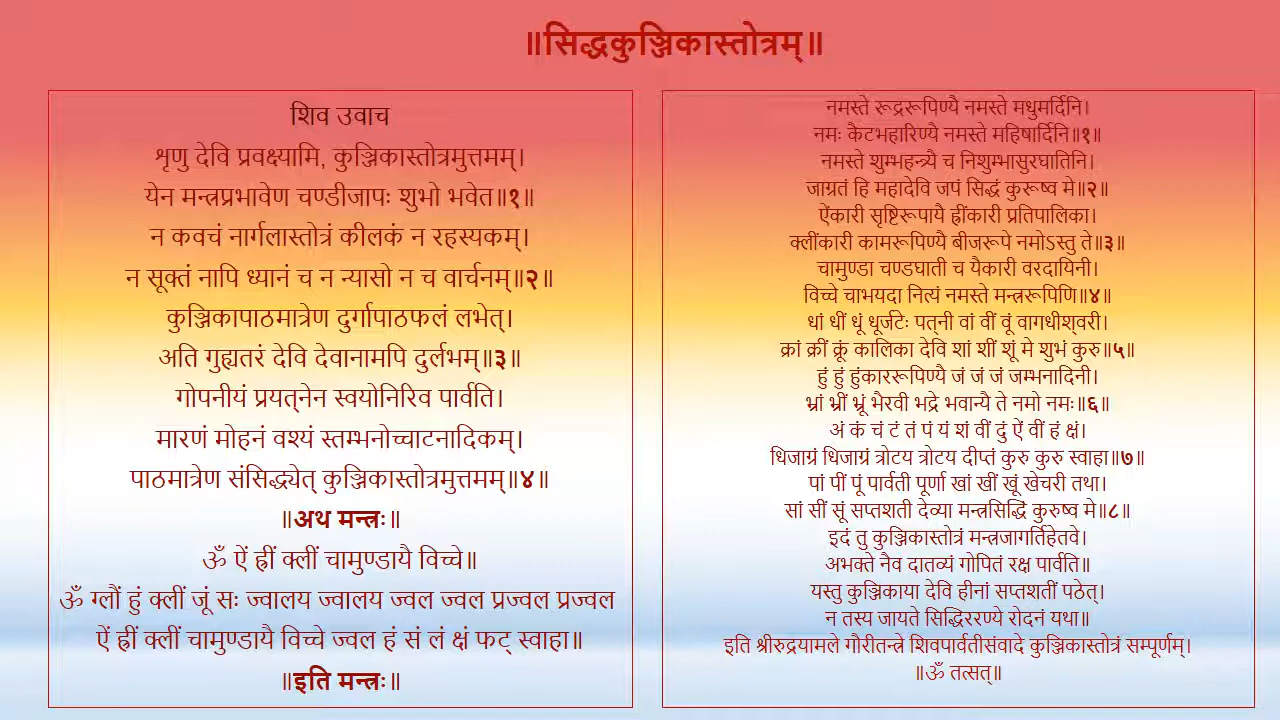 ॥सिद्धकुञ्जिकास्तोत्रम्॥
शिव उवाच
शृणु देवि प्रवक्ष्यामि, कुञ्जिकास्तोत्रमुत्तमम्।
येन मन्त्रप्रभावेण चण्डीजापः शुभो भवेत॥१॥
न कवचं नार्गलास्तोत्रं कीलकं न रहस्यकम्।
न सूक्तं नापि ध्यानं च न न्यासो न च वार्चनम्॥२॥
कुञ्जिकापाठमात्रेण दुर्गापाठफलं लभेत्।
अति गुह्यतरं देवि देवानामपि दुर्लभम्॥३॥
गोपनीयं प्रयत्‍नेन स्वयोनिरिव पार्वति।
मारणं मोहनं वश्यं स्तम्भनोच्चाटनादिकम्।
पाठमात्रेण संसिद्ध्येत् कुञ्जिकास्तोत्रमुत्तमम्॥४॥
॥अथ मन्त्रः॥
ॐ ऐं ह्रीं क्लीं चामुण्डायै विच्चे॥
ॐ ग्लौं हुं क्लीं जूं सः ज्वालय ज्वालय ज्वल ज्वल प्रज्वल प्रज्वल
ऐं ह्रीं क्लीं चामुण्डायै विच्चे ज्वल हं सं लं क्षं फट् स्वाहा॥
॥इति मन्त्रः॥
नमस्ते रूद्ररूपिण्यै नमस्ते मधुमर्दिनि।
नमः कैटभहारिण्यै नमस्ते महिषार्दिनि॥१॥
नमस्ते शुम्भहन्त्र्यै च निशुम्भासुरघातिनि।
जाग्रतं हि महादेवि जपं सिद्धं कुरूष्व मे॥२॥
ऐंकारी सृष्टिरूपायै ह्रींकारी प्रतिपालिका।
क्लींकारी कामरूपिण्यै बीजरूपे नमोऽस्तु ते॥३॥
चामुण्डा चण्डघाती च यैकारी वरदायिनी।
विच्चे चाभयदा नित्यं नमस्ते मन्त्ररूपिणि॥४॥
धां धीं धूं धूर्जटेः पत्‍नी वां वीं वूं वागधीश्‍वरी।
क्रां क्रीं क्रूं कालिका देवि शां शीं शूं मे शुभं कुरु॥५॥
हुं हुं हुंकाररूपिण्यै जं जं जं जम्भनादिनी।
भ्रां भ्रीं भ्रूं भैरवी भद्रे भवान्यै ते नमो नमः॥६॥
अं कं चं टं तं पं यं शं वीं दुं ऐं वीं हं क्षं।
धिजाग्रं धिजाग्रं त्रोटय त्रोटय दीप्तं कुरु कुरु स्वाहा॥७॥
पां पीं पूं पार्वती पूर्णा खां खीं खूं खेचरी तथा।
सां सीं सूं सप्तशती देव्या मन्त्रसिद्धिं कुरुष्व मे॥८॥
इदं तु कुञ्जिकास्तोत्रं मन्त्रजागर्तिहेतवे।
अभक्ते नैव दातव्यं गोपितं रक्ष पार्वति॥
यस्तु कुञ्जिकाया देवि हीनां सप्तशतीं पठेत्।
न तस्य जायते सिद्धिररण्ये रोदनं यथा॥
इति श्रीरुद्रयामले गौरीतन्त्रे शिवपार्वतीसंवादे कुञ्जिकास्तोत्रं सम्पूर्णम्।
॥ॐ तत्सत्॥